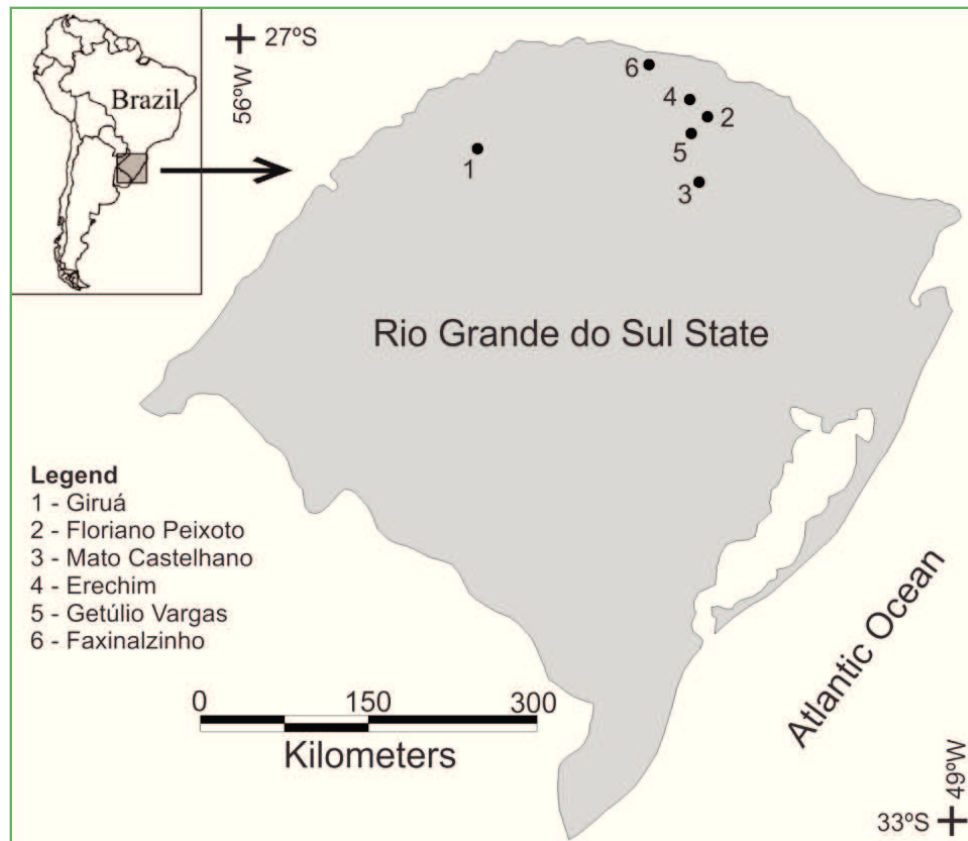 Brazil
27ºS
56ºW
6
4
2
5
1
3
Rio Grande do Sul State
Legend
1 - Giruá
2 - Floriano Peixoto
3 - Mato Castelhano
4 - Erechim
5 - Getúlio Vargas
6 - Faxinalzinho
0 150 300
Kilometers
Atlantic Ocean
49ºW
33ºS